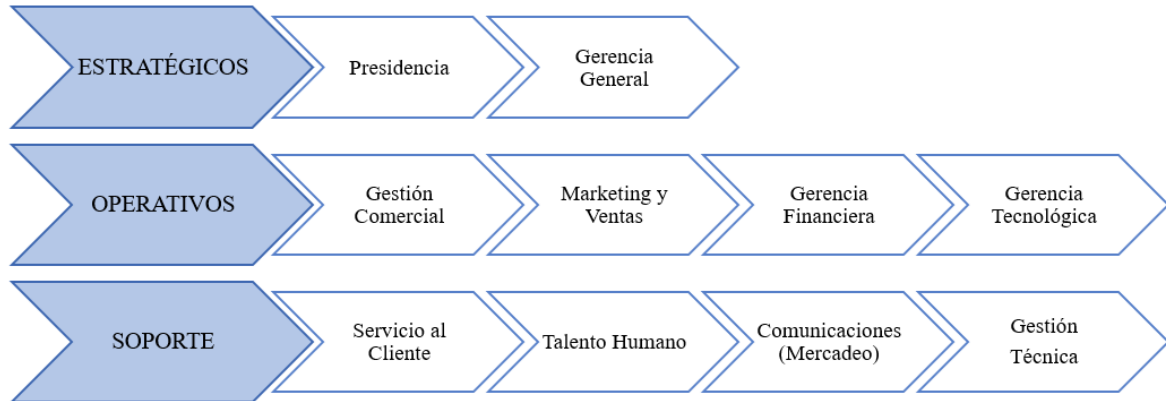 ESTRATÉGICOS
Presidencia
Gerencia
General
OPERATIVOS
Gestión
Comercial
Marketing y
Ventas
Gerencia
Financiera
Gerencia
Tecnológica
SOPORTE
Servicio al
Cliente
Talento Humano
Comunicaciones
(Mercadeo)
Gestión
Técnica